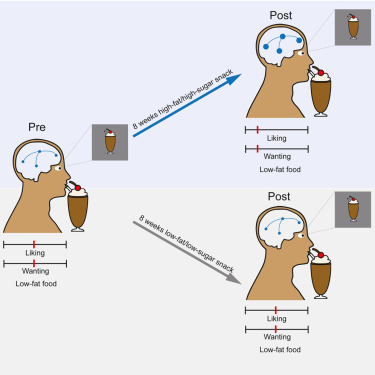 Post
8 weeks high-fat/high-sugar snack
Liking
Wanting
Low-fat food
Pre
Liking
Wanting
Low-fat food
Post
8 weeks low-fat/low-sugar snack
Liking
Wanting
Low-fat food